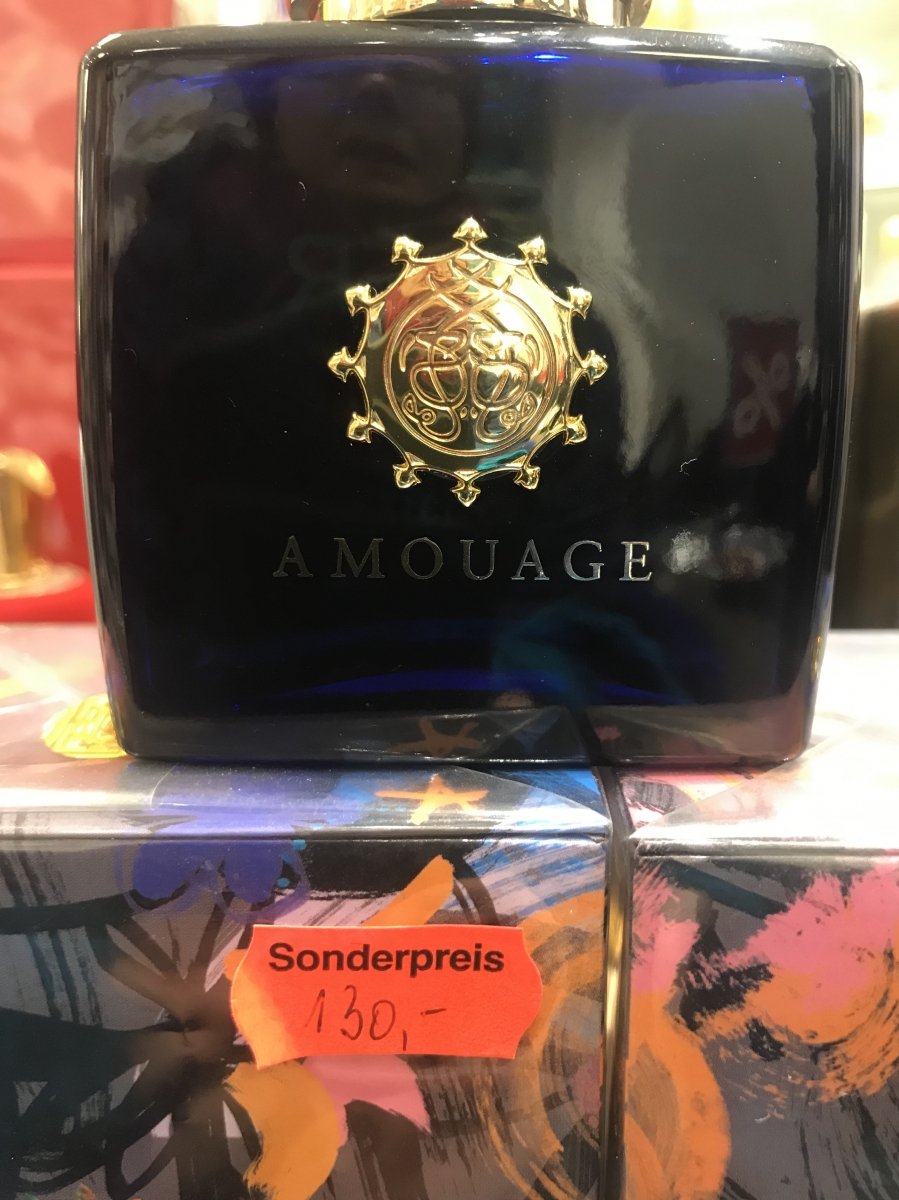 AMOUAGE
Sonderpreis
130,-